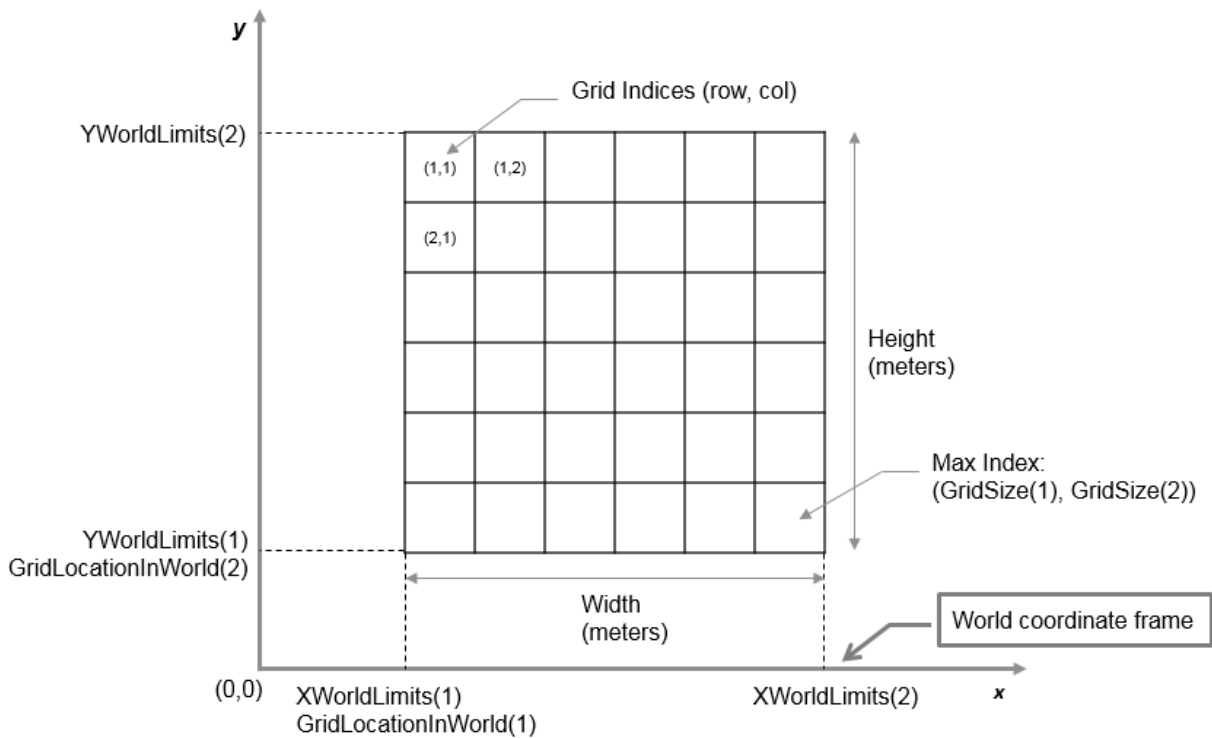 y
Grid Indices (row, col)
YWorldLimits(2)
(1,1)
(1,2)
(2,1)
Height
(meters)
Max Index:
(GridSize(1), GridSize(2))
YWorldLimits(1)
GridLocationInWorld(2)
Width
(meters)
World coordinate frame
(0,0)
XWorldLimits(1)
GridLocationInWorld(1)
XWorldLimits(2)
x